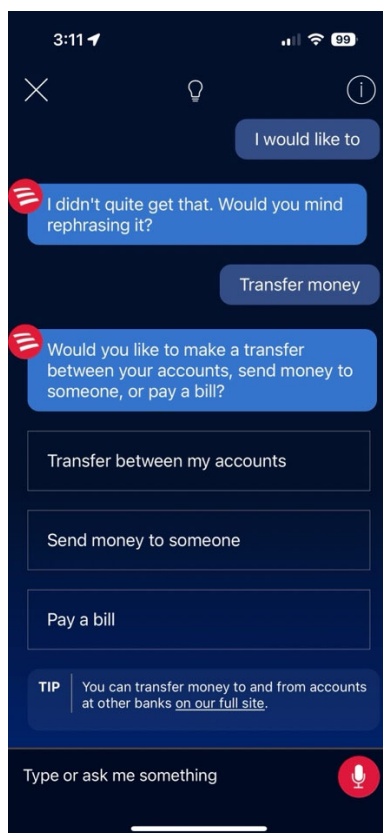 3:11
99
I would like to
I didn't quite get that. Would you mind
rephrasing it?
Transfer money
Would you like to make a transfer
between your accounts, send money to
someone, or pay a bill?
Transfer between my accounts
Send money to someone
Pay a bill
TIP
You can transfer money to and from accounts
at other banks on our full site.
Type or ask me something